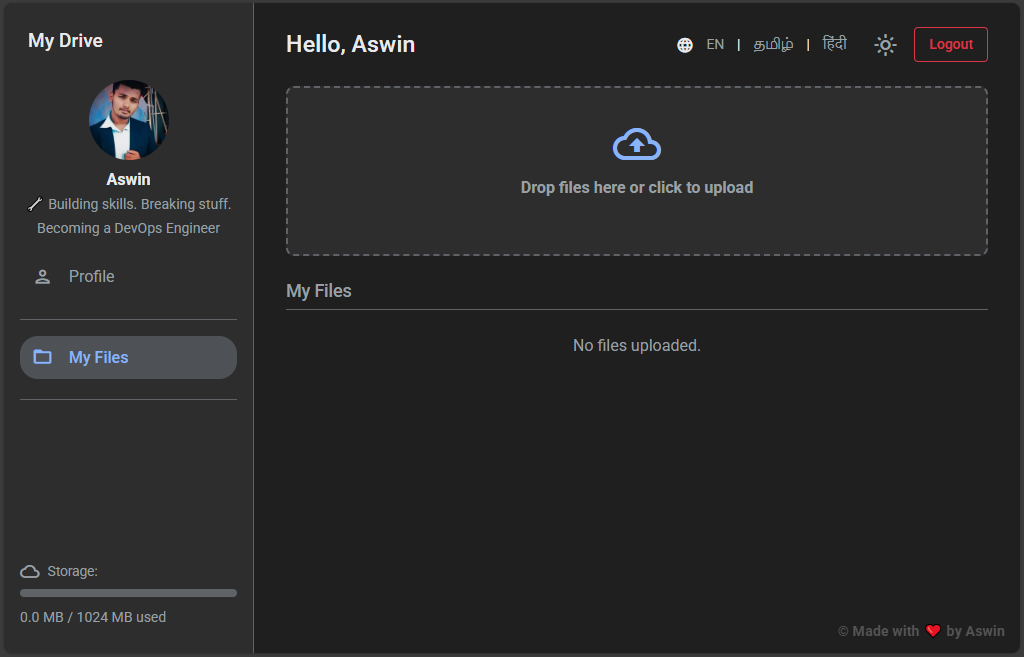 My Drive
Aswin
Building skills. Breaking stuff.
Becoming a DevOps Engineer
Profile
My Files
Storage:
0.0 MB / 1024 MB used
Hello, Aswin
EN | தமிழ் | हिंदी
Logout
Drop files here or click to upload
My Files
No files uploaded.
© Made with ❤️ by Aswin